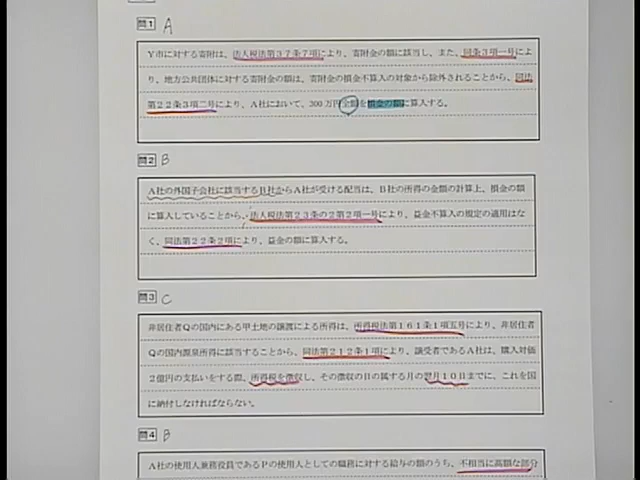 問1 A
Y市に対する寄附は、法人税法第37条7項により、寄附金の額に該当し、また、同条3項一号によ
り、地方公共団体に対する寄附金の額は、寄附金の損金不算入の対象から除外されることから、同法
第22条3項二号により、A社において、300万円全額を損金の額に算入する。
問2 B
A社の外国子会社に該当するB社からA社が受ける配当は、B社の所得の金額の計算上、損金の額
に算入していることから、法人税法第23条の2第2項一号により、益金不算入の規定の適用はな
く、同法第22条2項により、益金の額に算入する。
問3 C
非居住者Qの国内にある甲土地の譲渡による所得は、所得税法第161条1項五号により、非居住者
Qの国内源泉所得に該当することから、同法第212条1項により、譲受者であるA社は、購入対価
2億円の支払いをする際、所得税を徴収し、その徴収の日の属する月の翌月10日までに、これを国
に納付しなければならない。
問4 B
A社の使用人兼務役員であるPの使用人としての職務に対する給与の額のうち、不相当に高額な部分